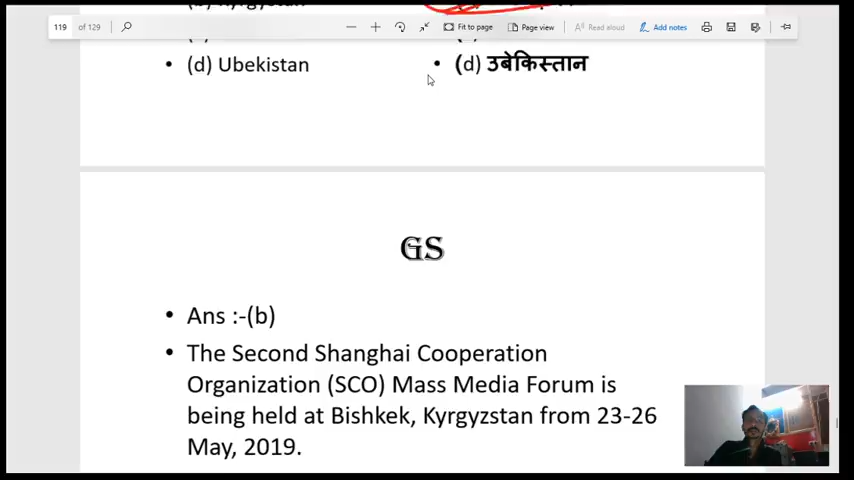 119 of 129
Fit to page
Page view
Read aloud
Add notes
(d) Ubekistan
(d) उबेकिस्तान
GS
Ans :-(b)
The Second Shanghai Cooperation
Organization (SCO) Mass Media Forum is
being held at Bishkek, Kyrgyzstan from 23-26
May, 2019.